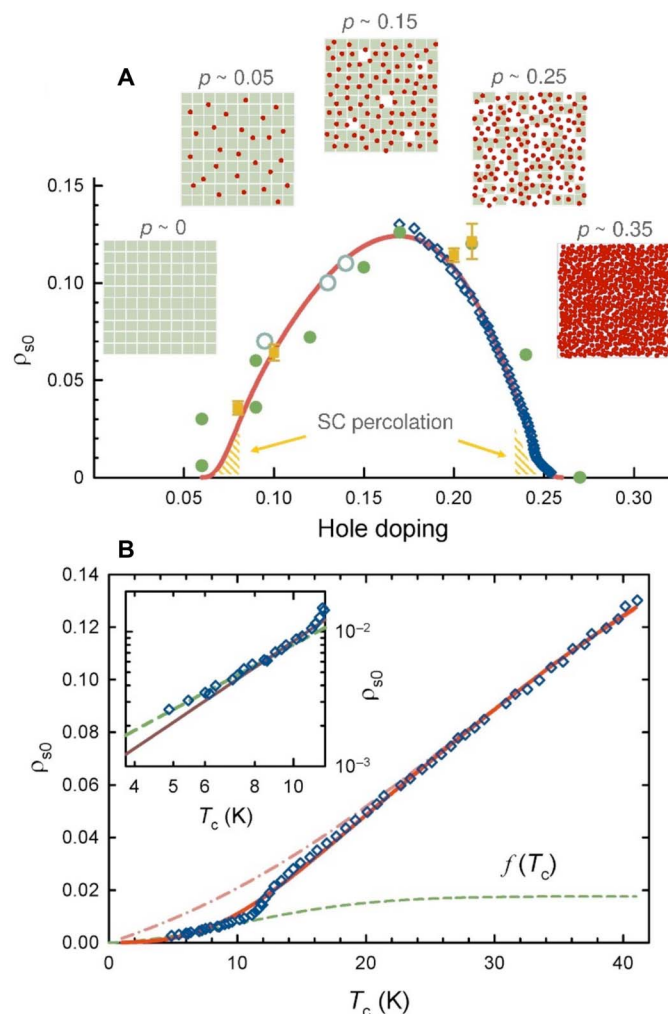 A
p ~ 0
p ~ 0.05
p ~ 0.15
p ~ 0.25
p ~ 0.35
0.15
0.10
0.05
0
ρs0
SC percolation
0.05 0.10 0.15 0.20 0.25 0.30
Hole doping
B
0.14
0.12
0.10
0.08
0.06
0.04
0.02
0.00
ρs0
10⁻²
ρs0
10⁻³
4 5 6 8 10
Tc (K)
f(Tc)
0 10 20 30 40
Tc (K)